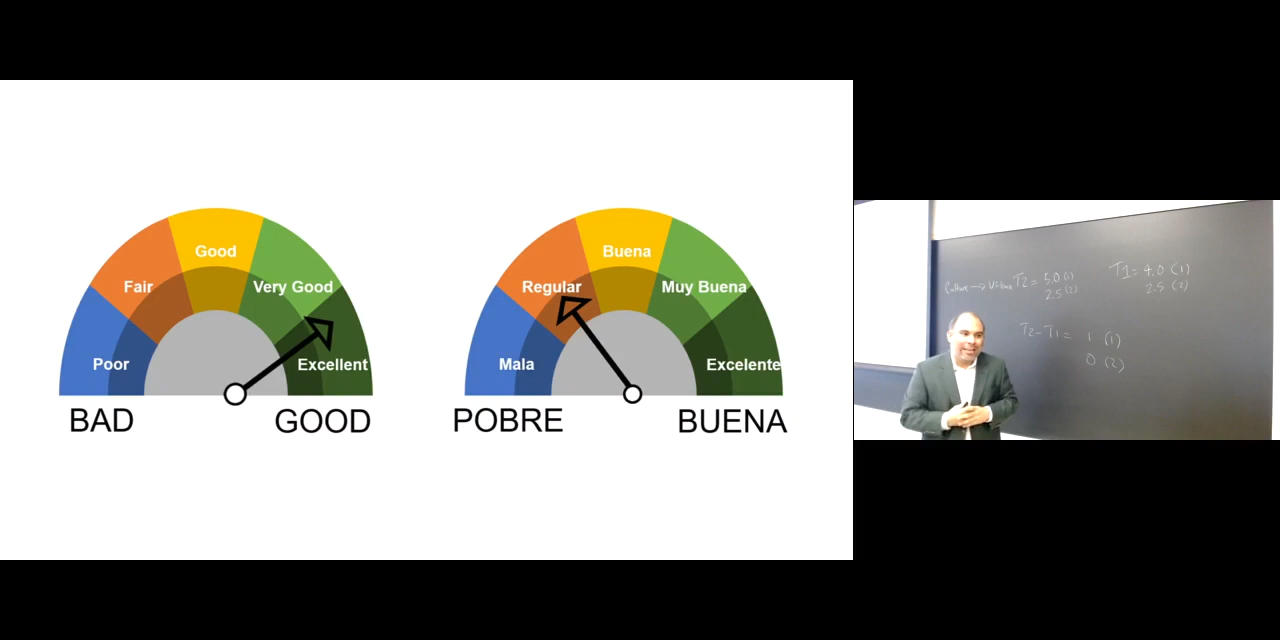 Good
Fair
Very Good
Poor
Excellent
BAD
GOOD
Buena
Regular
Muy Buena
Mala
Excelente
POBRE
BUENA
T2 = 5.0 (1)
2.5 (2)
T1 = 4.0 (1)
2.5 (2)
T2 - T1 = 1 (1)
0 (2)